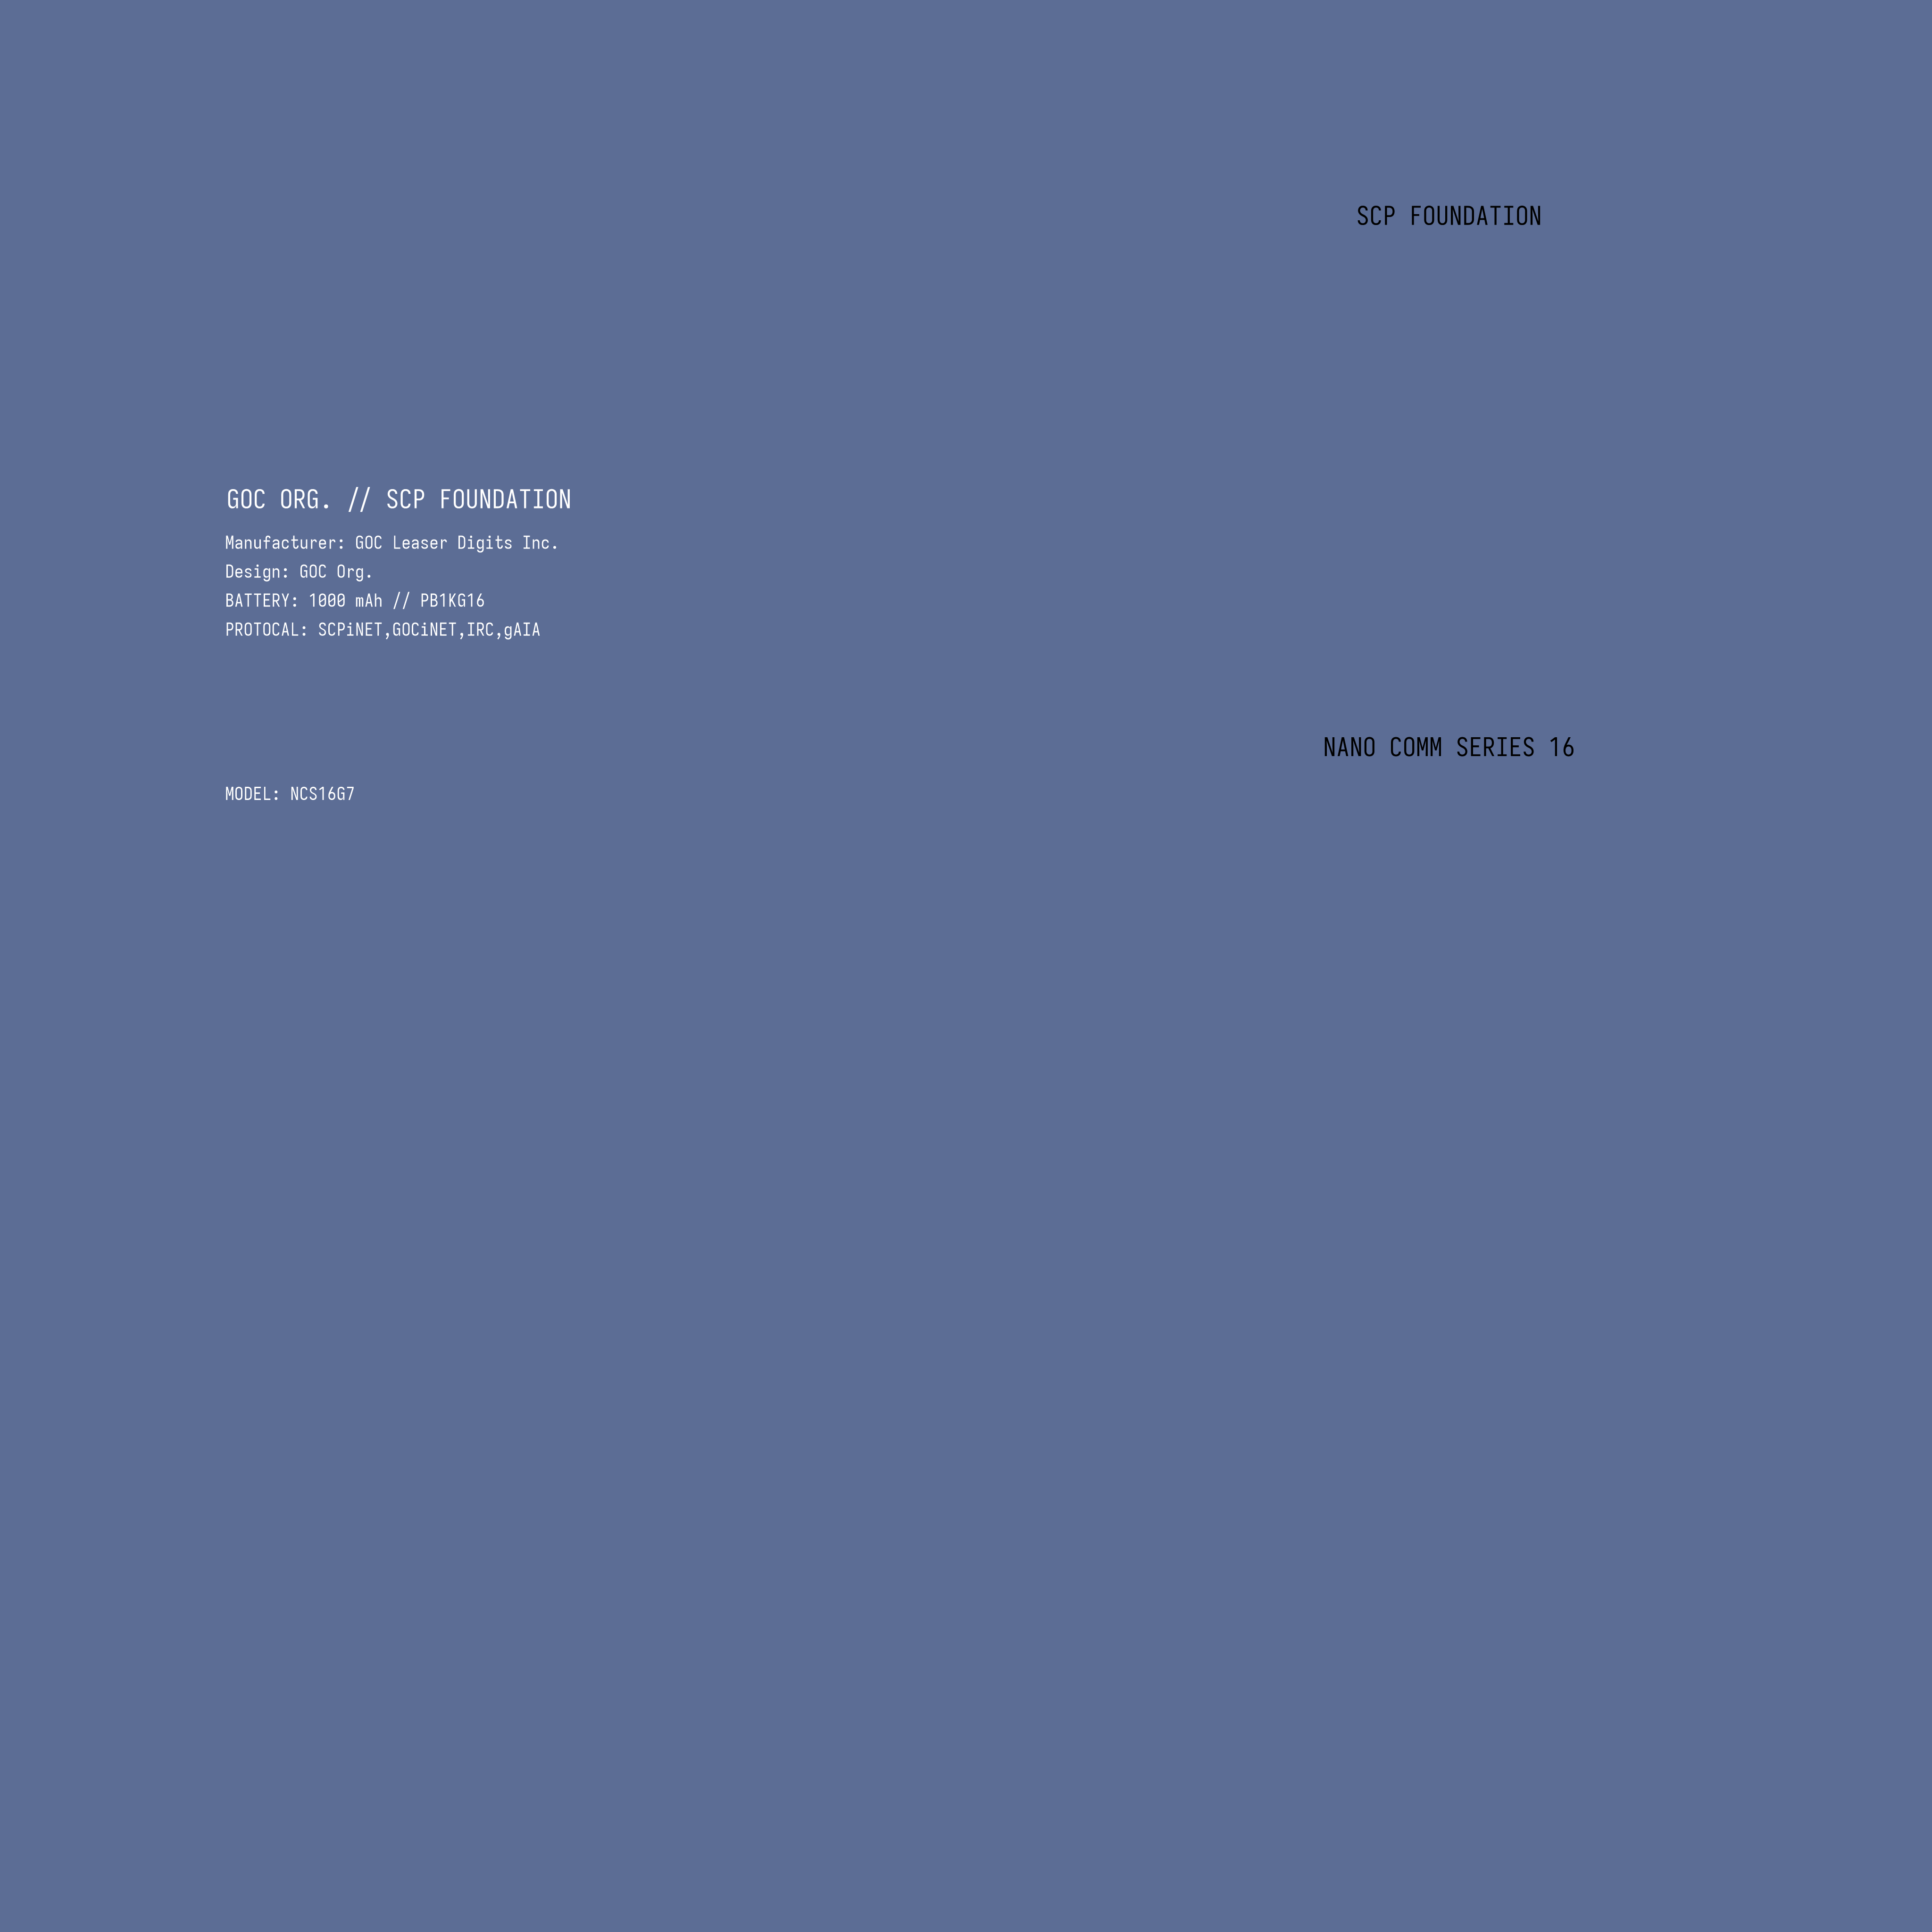 SCP FOUNDATION
GOC ORG. // SCP FOUNDATION
Manufacturer: GOC Leaser Digits Inc.
Design: GOC Org.
BATTERY: 1000 mAh // PB1KG16
PROTOCAL: SCPiNET,GOCiNET,IRC,gAIA
NANO COMM SERIES 16
MODEL: NCS16G7